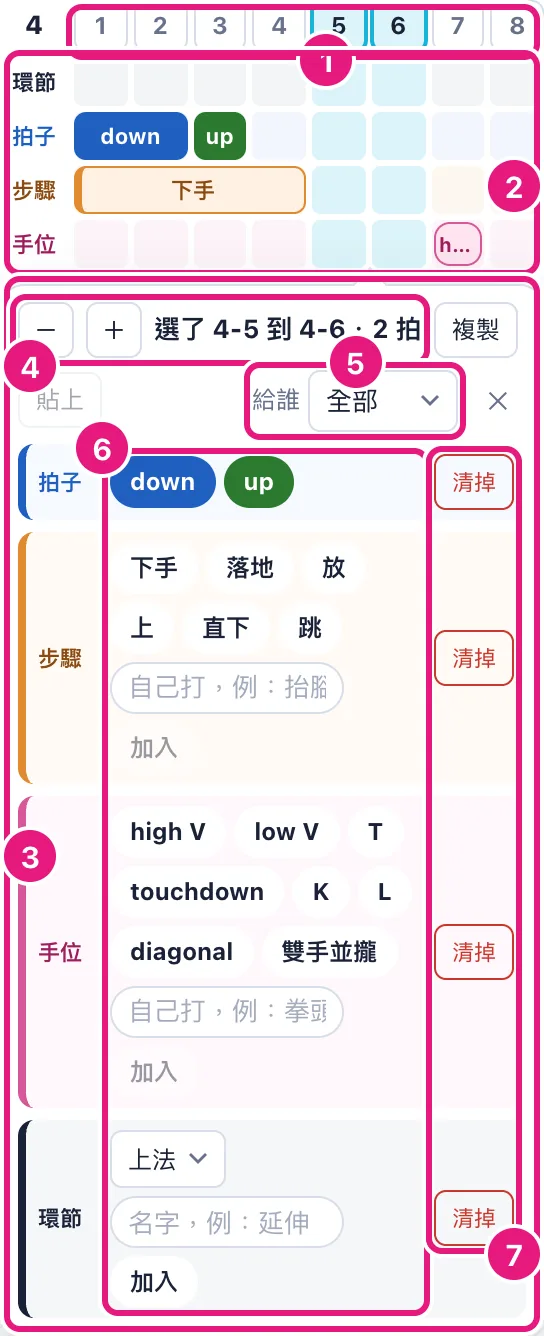 4 1 2 3 4 5 6 7 8
1
環節
拍子 down up
步驟 下手
2
手位 h...
− + 選了 4-5 到 4-6 · 2 拍 複製
4
5
貼上 給誰 全部 ×
6
拍子 down up 清掉
下手 落地 放
上 直下 跳
步驟 清掉
自己打，例：抬腳
加入
high V low V T
3
touchdown K L
手位 diagonal 雙手並攏 清掉
自己打，例：拳頭
加入
上法
環節 名字，例：延伸 清掉
7
加入